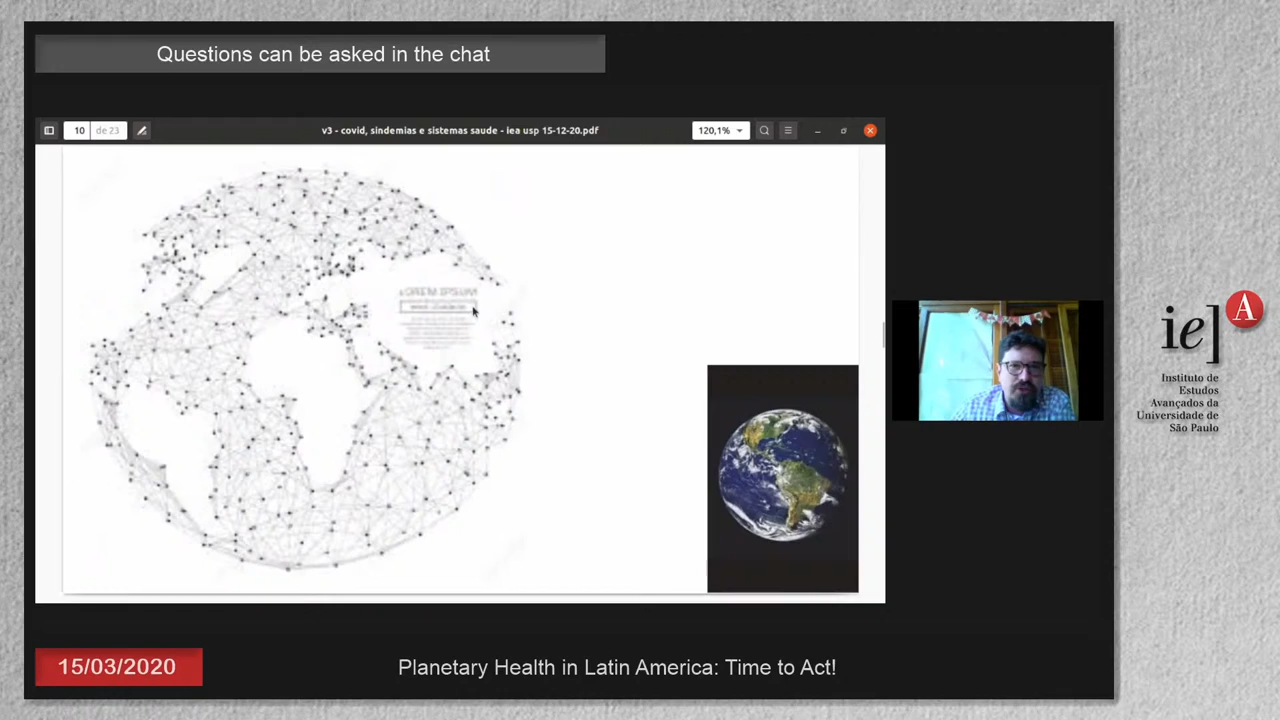 Questions can be asked in the chat
10 de 23
v3 - covid, sindemias e sistemas saude - iea usp 15-12-20.pdf
120,1%
LOREM IPSUM
ie]
A
Instituto de
Estudos
Avançados da
Universidade de
São Paulo
15/03/2020
Planetary Health in Latin America: Time to Act!